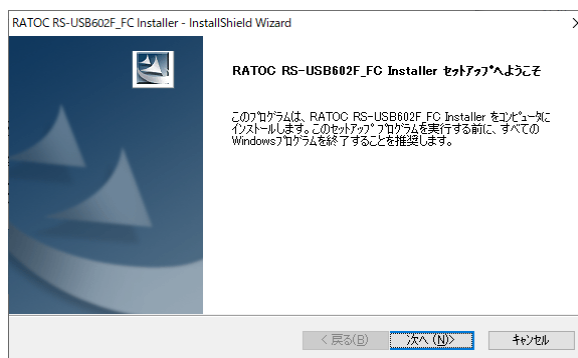 RATOC RS-USB602F_FC Installer - InstallShield Wizard
RATOC RS-USB602F_FC Installer ｾｯﾄｱｯﾌﾟへようこそ
このﾌﾟﾛｸﾞﾗﾑは、RATOC RS-USB602F_FC Installer をｺﾝﾋﾟｭｰﾀに
ｲﾝｽﾄｰﾙします。このｾｯﾄｱｯﾌﾟ ﾌﾟﾛｸﾞﾗﾑを実行する前に、すべての
Windowsﾌﾟﾛｸﾞﾗﾑを終了することを推奨します。
< 戻る(B) 次へ (N)> ｷｬﾝｾﾙ